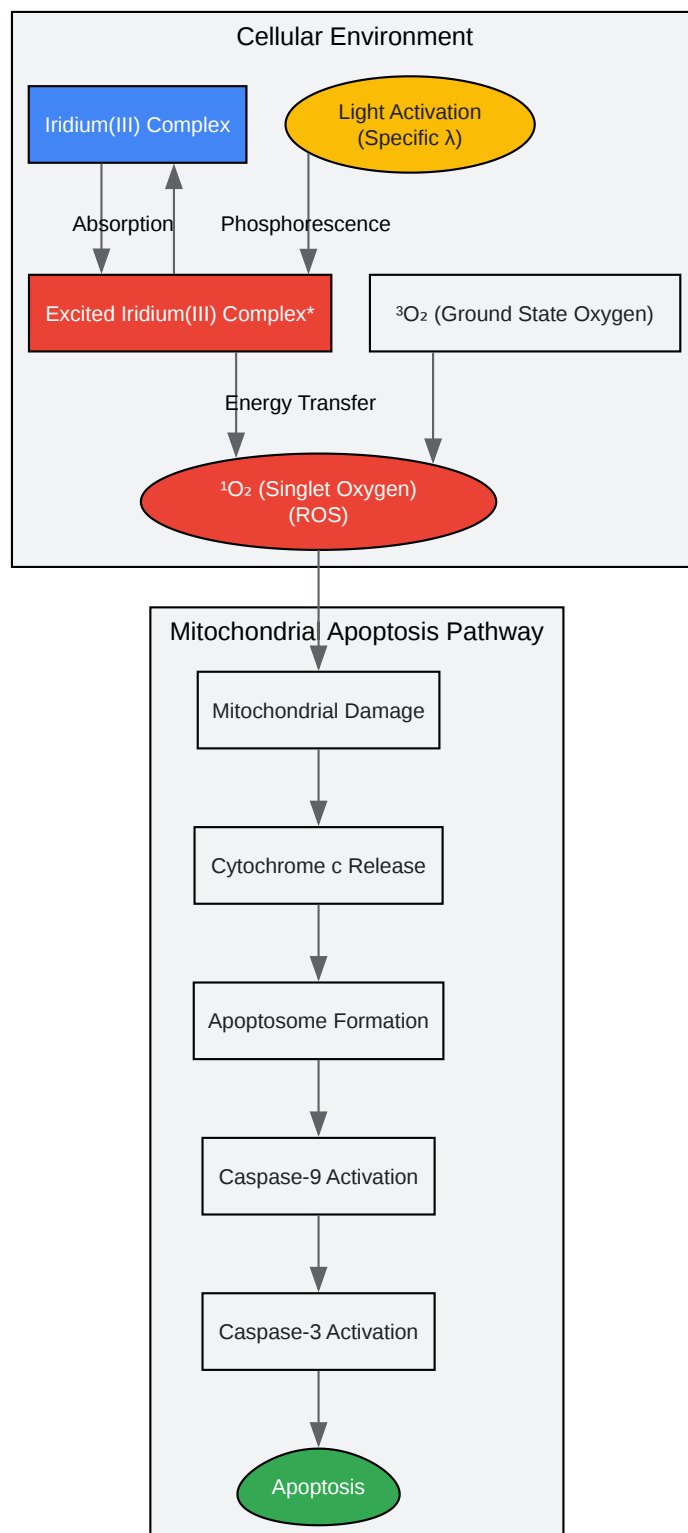 Cellular Environment
Iridium(III) Complex
Light Activation
(Specific λ)
Absorption
Phosphorescence
Excited Iridium(III) Complex*
³O₂ (Ground State Oxygen)
Energy Transfer
¹O₂ (Singlet Oxygen)
(ROS)
Mitochondrial Apoptosis Pathway
Mitochondrial Damage
Cytochrome c Release
Apoptosome Formation
Caspase-9 Activation
Caspase-3 Activation
Apoptosis